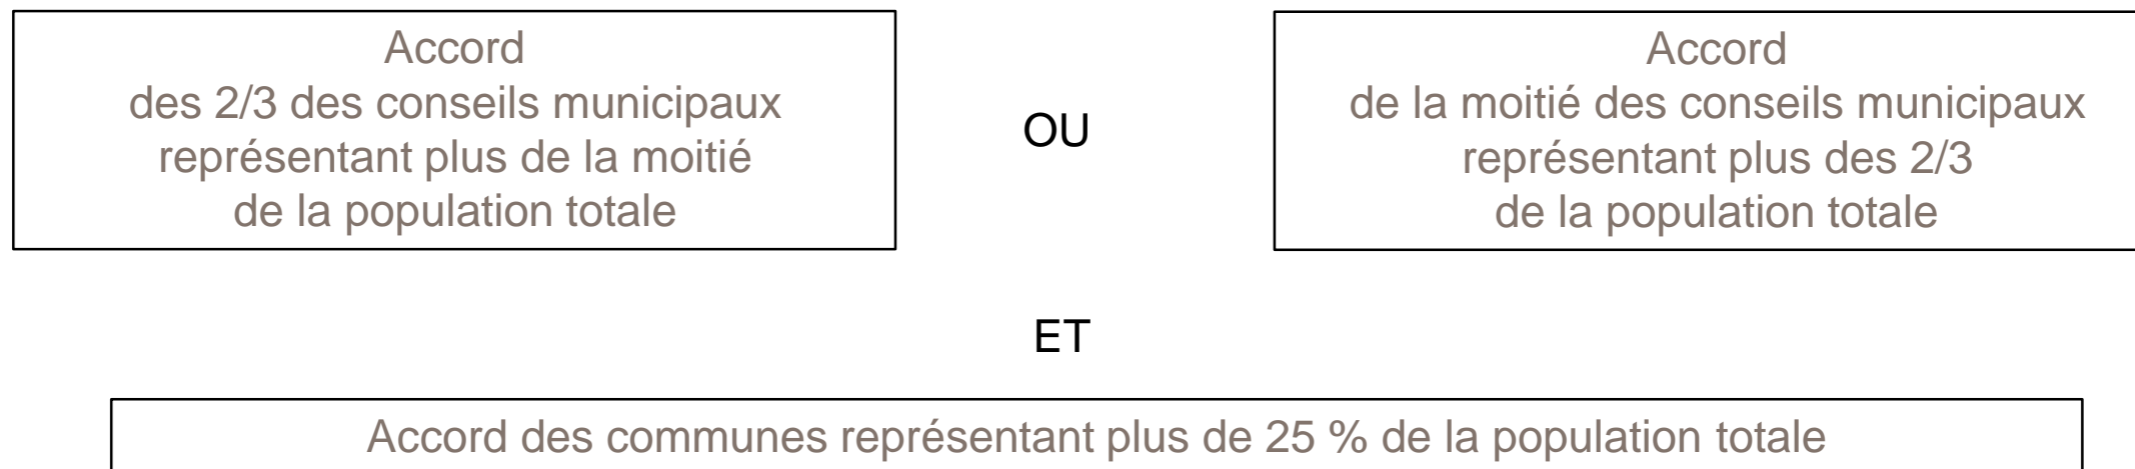 Accord
des 2/3 des conseils municipaux
représentant plus de la moitié
de la population totale
OU
Accord
de la moitié des conseils municipaux
représentant plus des 2/3
de la population totale
ET
Accord des communes représentant plus de 25 % de la population totale